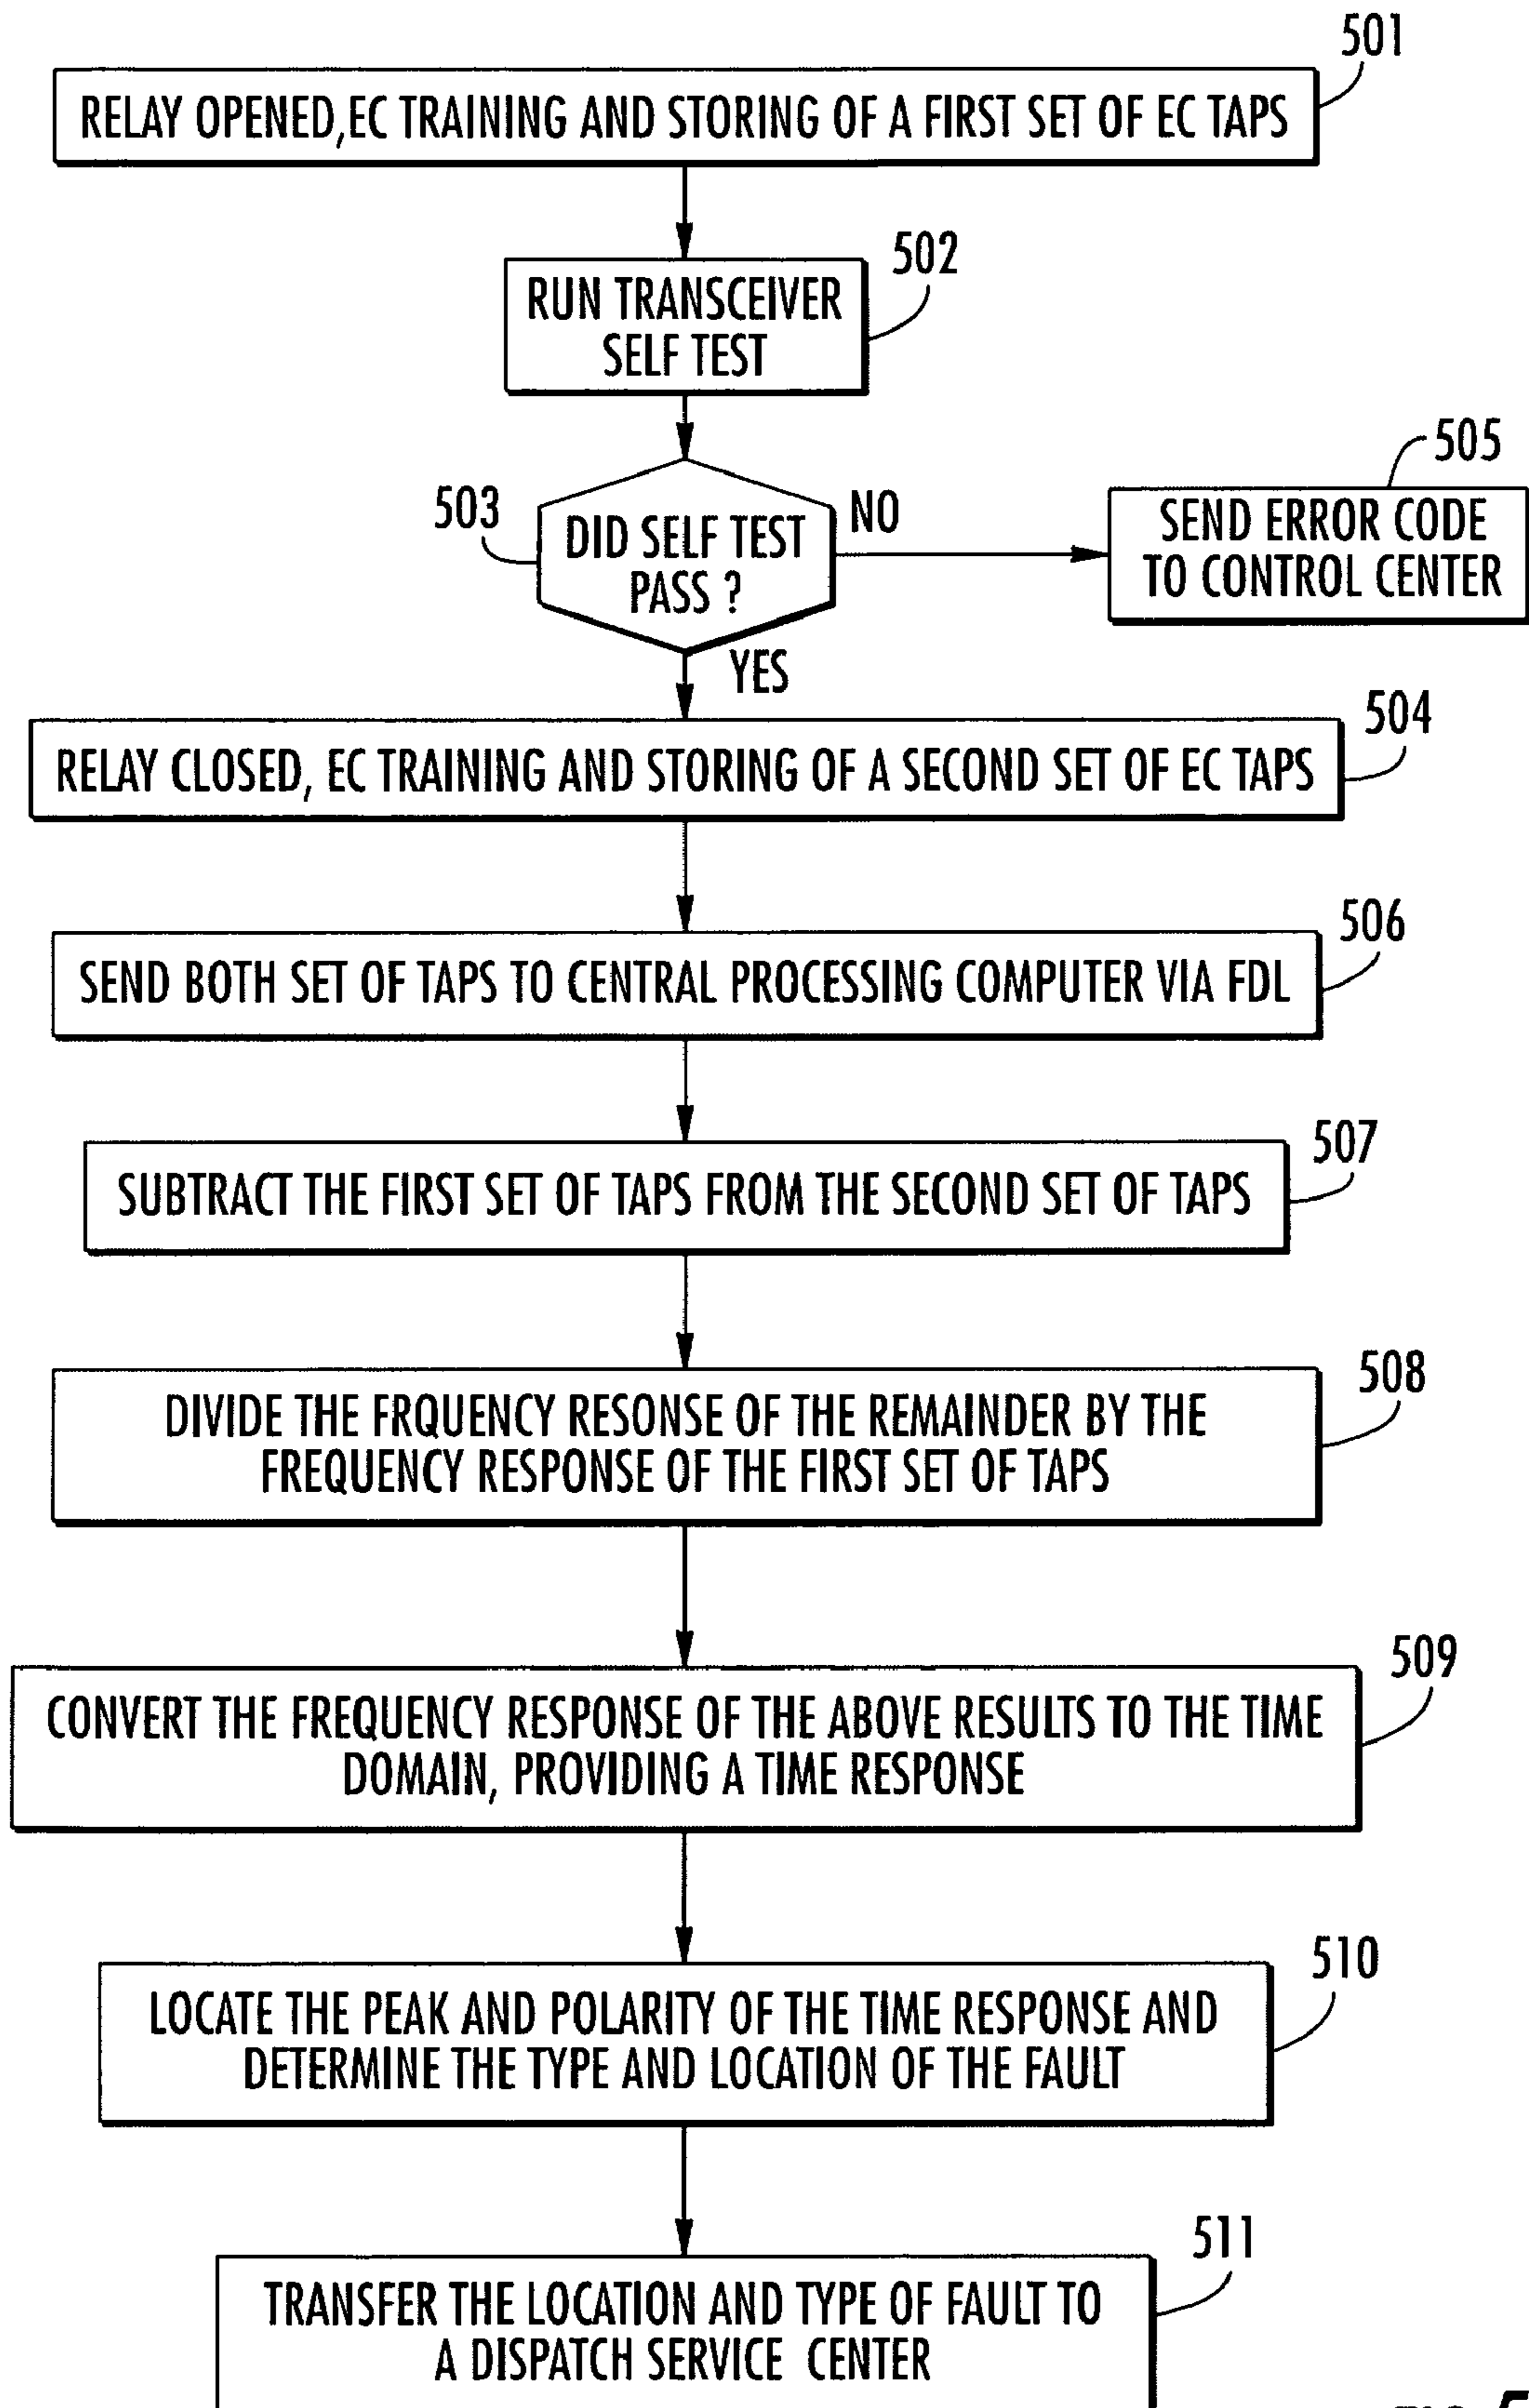 501
RELAY OPENED, EC TRAINING AND STORING OF A FIRST SET OF EC TAPS
502
RUN TRANSCEIVER
SELF TEST
503
DID SELF TEST
PASS ?
NO
505
SEND ERROR CODE
TO CONTROL CENTER
YES
504
RELAY CLOSED, EC TRAINING AND STORING OF A SECOND SET OF EC TAPS
506
SEND BOTH SET OF TAPS TO CENTRAL PROCESSING COMPUTER VIA FDL
507
SUBTRACT THE FIRST SET OF TAPS FROM THE SECOND SET OF TAPS
508
DIVIDE THE FRQUENCY RESONSE OF THE REMAINDER BY THE
FREQUENCY RESPONSE OF THE FIRST SET OF TAPS
509
CONVERT THE FREQUENCY RESPONSE OF THE ABOVE RESULTS TO THE TIME
DOMAIN, PROVIDING A TIME RESPONSE
510
LOCATE THE PEAK AND POLARITY OF THE TIME RESPONSE AND
DETERMINE THE TYPE AND LOCATION OF THE FAULT
511
TRANSFER THE LOCATION AND TYPE OF FAULT TO
A DISPATCH SERVICE CENTER